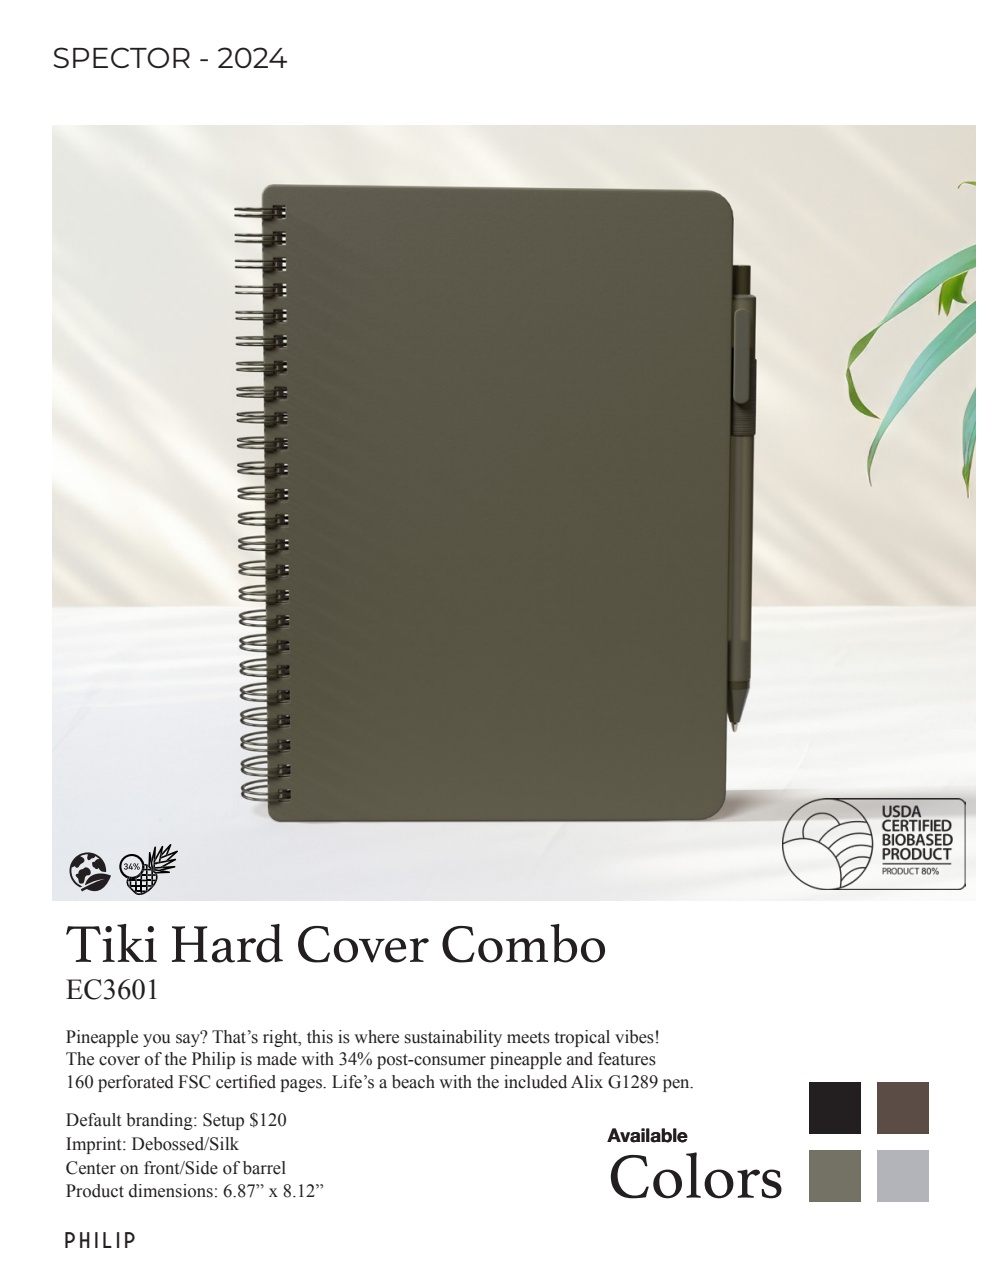 SPECTOR - 2024
34%
USDA
CERTIFIED
BIOBASED
PRODUCT
PRODUCT 80%
Tiki Hard Cover Combo
EC3601
Pineapple you say? That’s right, this is where sustainability meets tropical vibes!
The cover of the Philip is made with 34% post-consumer pineapple and features
160 perforated FSC certified pages. Life’s a beach with the included Alix G1289 pen.
Default branding: Setup $120
Imprint: Debossed/Silk
Center on front/Side of barrel
Product dimensions: 6.87” x 8.12”
Available
Colors
PHILIP